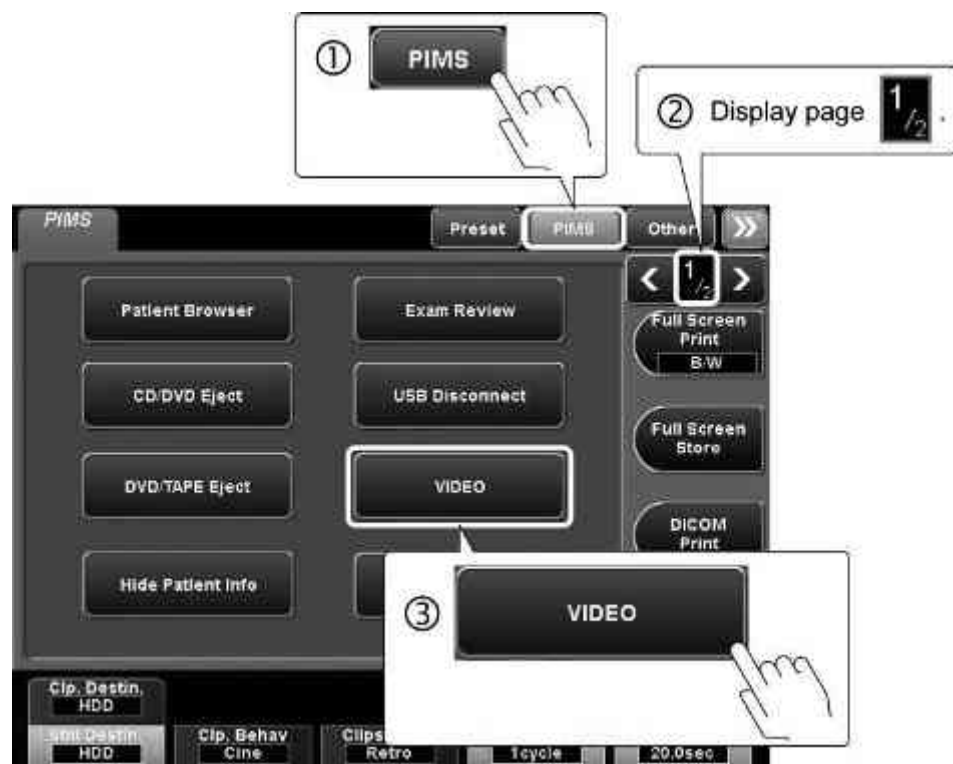 ① PIMS
② Display page 1/2 .
PIMS
Preset
PIMS
Other
»
< 1/2 >
Patient Browser
Exam Review
Full Screen
Print
B/W
CD/DVD Eject
USB Disconnect
Full Screen
Store
DVD/TAPE Eject
VIDEO
DICOM
Print
Hide Patient Info
③ VIDEO
Clp. Destin.
HDD
HDD
Clp. Behav
Cine
Clips
Retro
1cycle
20.0sec